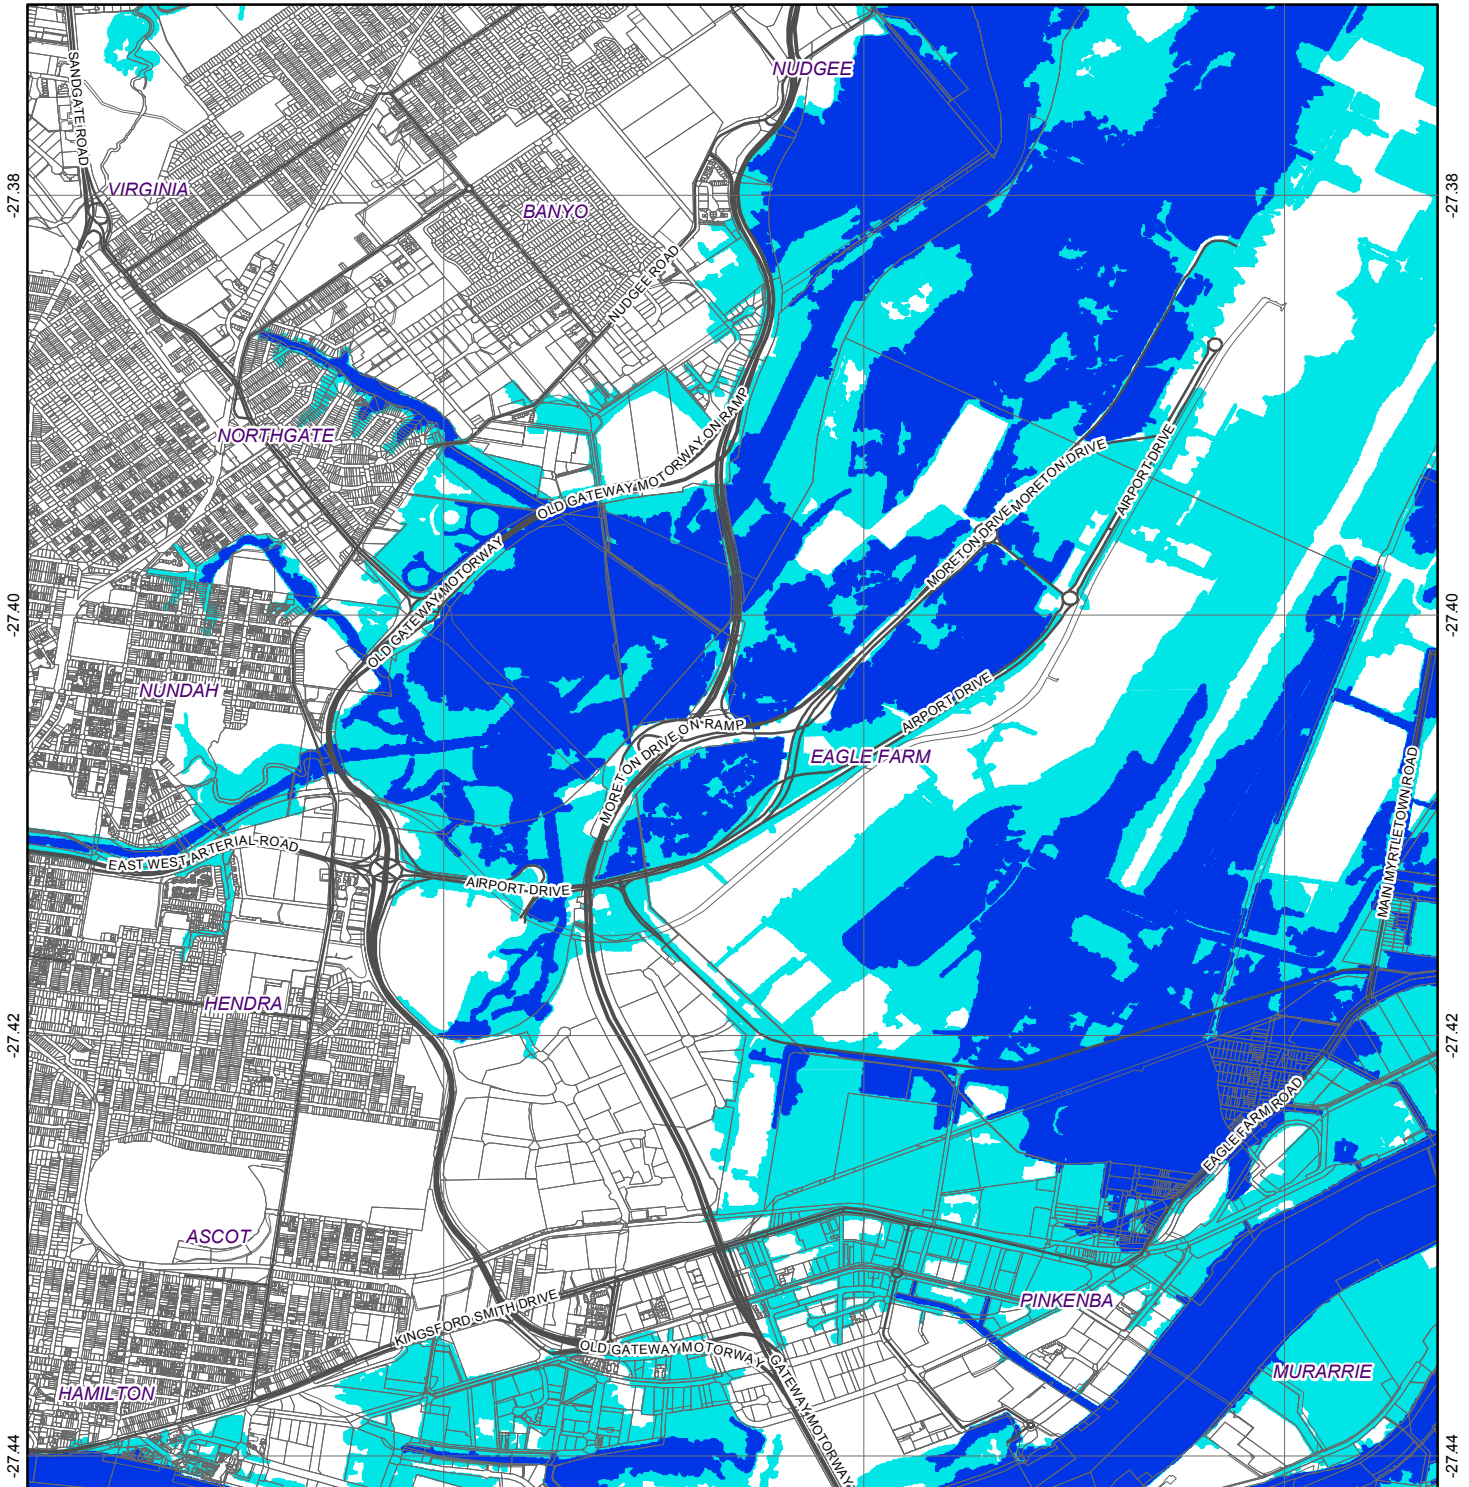 NUDGEE
SANDGATE ROAD
-27.38
VIRGINIA
BANYO
-27.38
NUDGEE ROAD
NORTHGATE
OLD GATEWAY MOTORWAY ON RAMP
MORETON DRIVE
MORETON DRIVE
AIRPORT DRIVE
OLD GATEWAY MOTORWAY
-27.40
-27.40
NUNDAH
AIRPORT DRIVE
MORETON DRIVE ON RAMP
EAGLE FARM
MAIN MYRTLETOWN ROAD
EAST WEST ARTERIAL ROAD
AIRPORT DRIVE
HENDRA
-27.42
-27.42
EAGLE FARM ROAD
ASCOT
PINKENBA
KINGSFORD SMITH DRIVE
OLD GATEWAY MOTORWAY
GATEWAY MOTORWAY
MURARRIE
HAMILTON
-27.44
-27.44